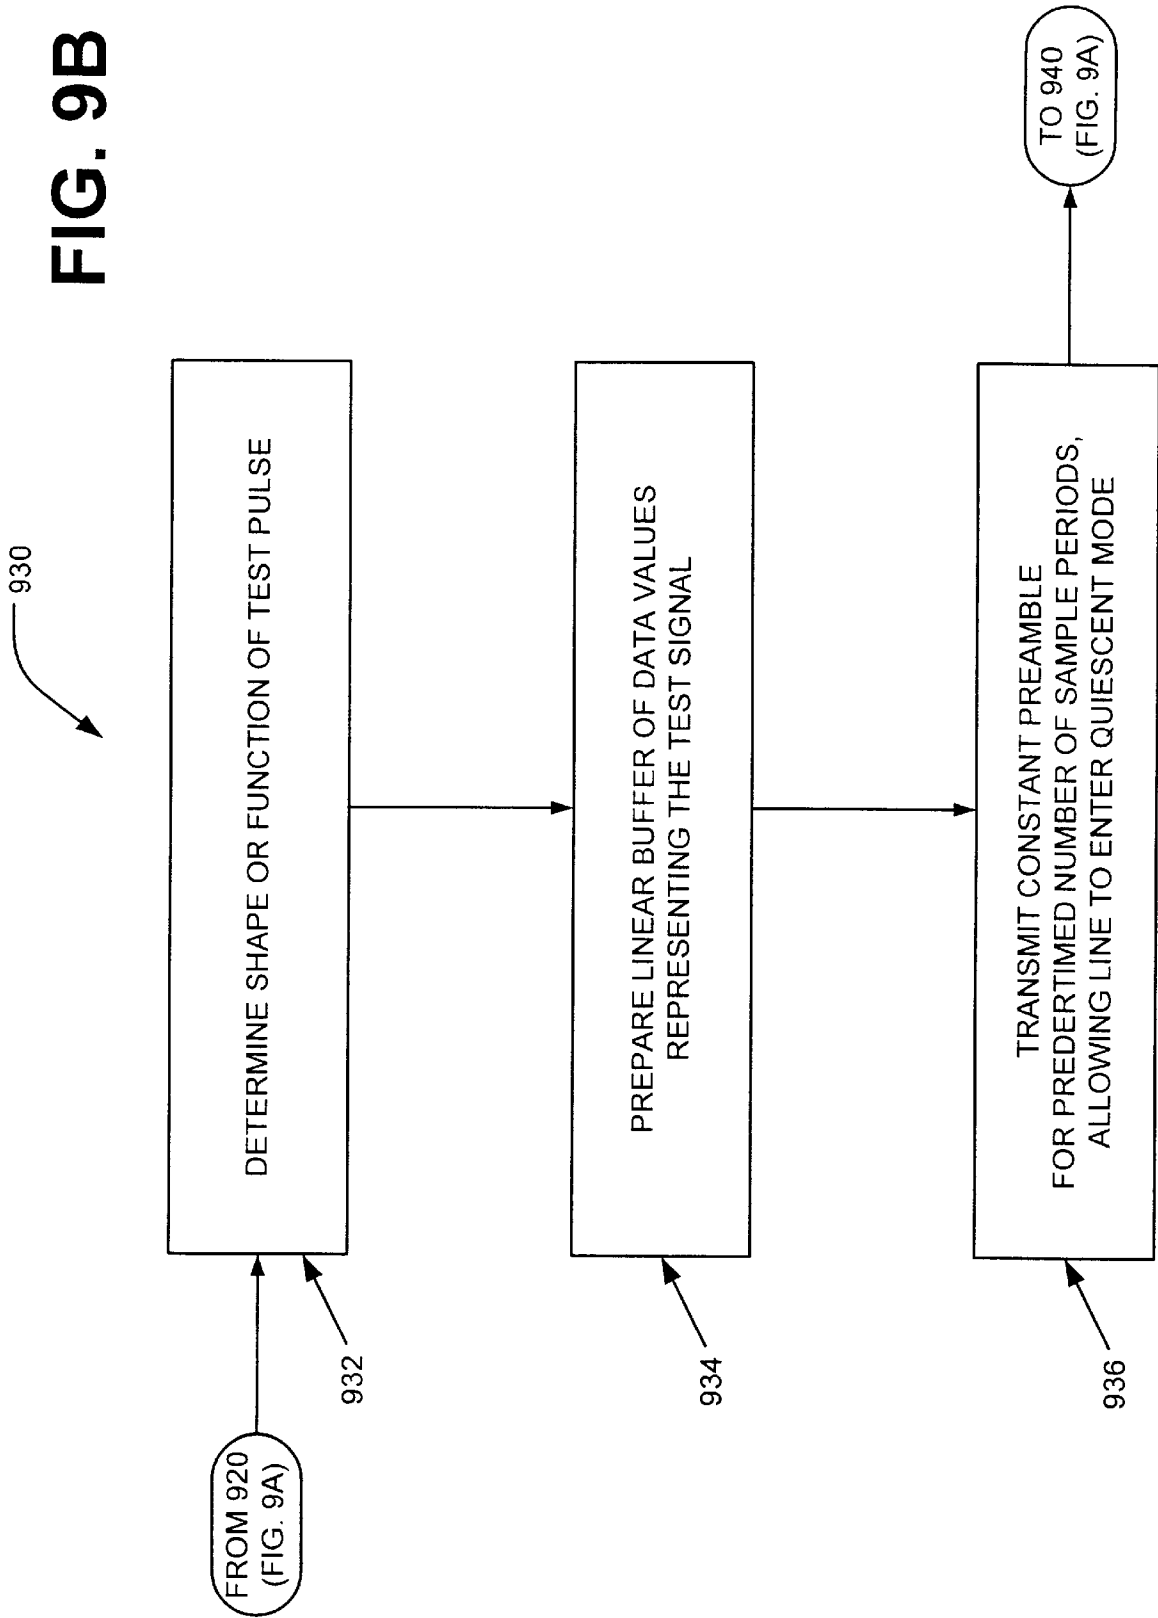 FIG. 9B
930
FROM 920
(FIG. 9A)
DETERMINE SHAPE OR FUNCTION OF TEST PULSE
932
PREPARE LINEAR BUFFER OF DATA VALUES
REPRESENTING THE TEST SIGNAL
934
TRANSMIT CONSTANT PREAMBLE
FOR PREDERTIMED NUMBER OF SAMPLE PERIODS,
ALLOWING LINE TO ENTER QUIESCENT MODE
936
TO 940
(FIG. 9A)